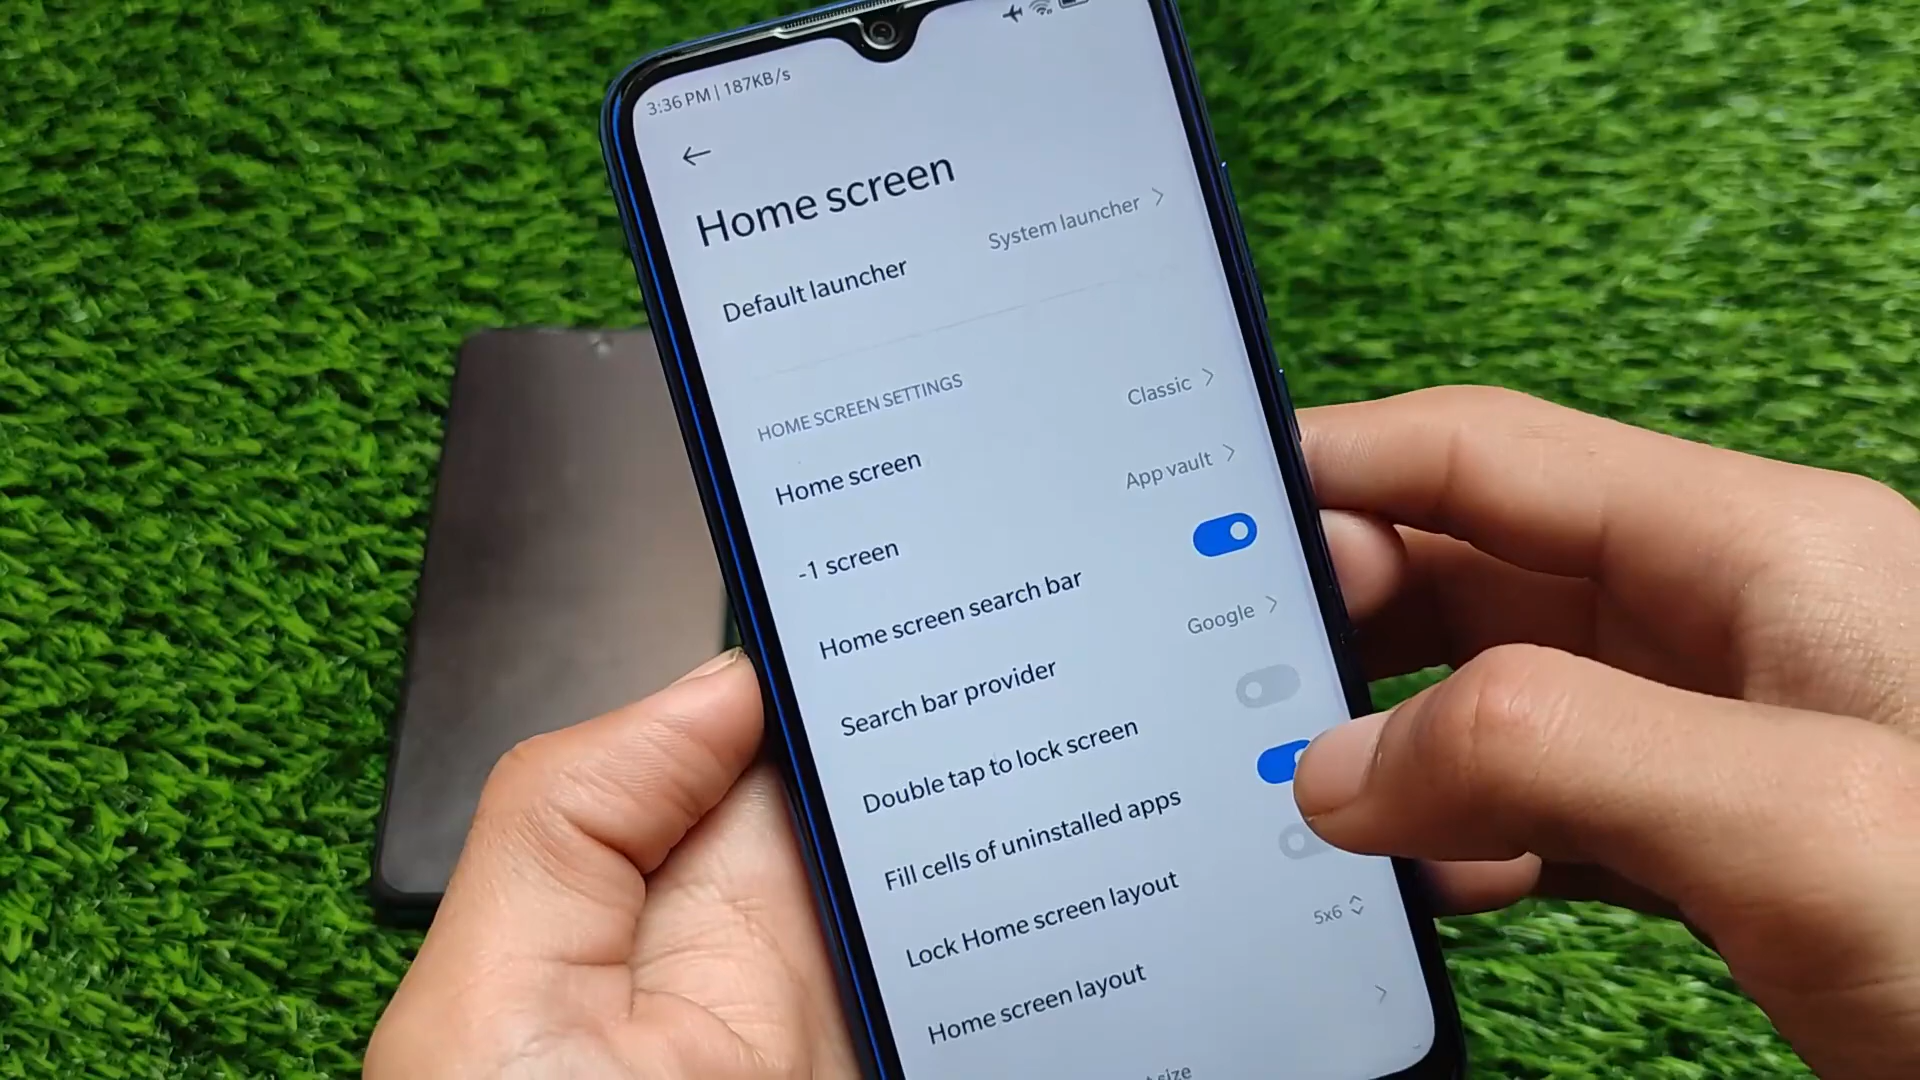 3:36 PM | 187KB/s
Home screen
Default launcher
System launcher
HOME SCREEN SETTINGS
Home screen
Classic
-1 screen
App vault
Home screen search bar
Search bar provider
Google
Double tap to lock screen
Fill cells of uninstalled apps
Lock Home screen layout
Home screen layout
5x6
size